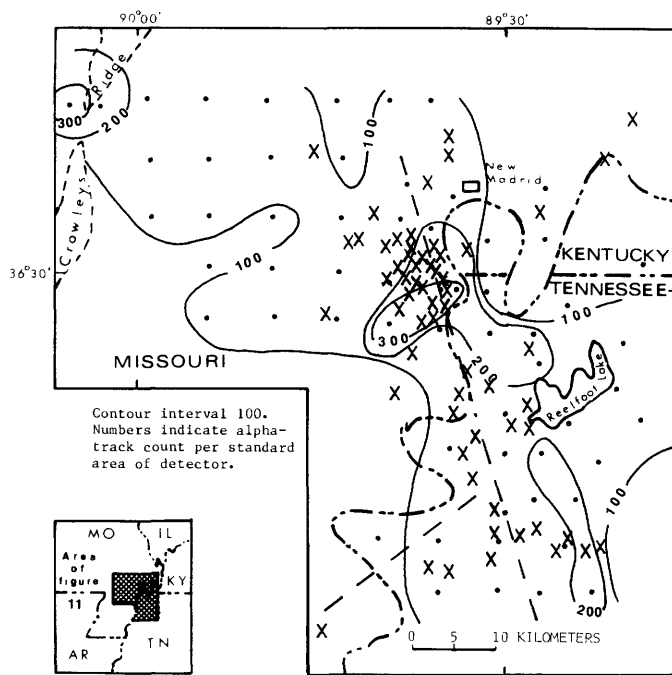 90°00'
89°30'
Ridge
300
200
100
100
New
Madrid
Crowleys
36°30'
100
KENTUCKY
TENNESSEE
300
100
MISSOURI
200
Reelfoot Lake
Contour interval 100.
Numbers indicate alpha-
track count per standard
area of detector.
100
MO
IL
Area
of
figure
11
KY
AR
TN
200
0 5 10 KILOMETERS